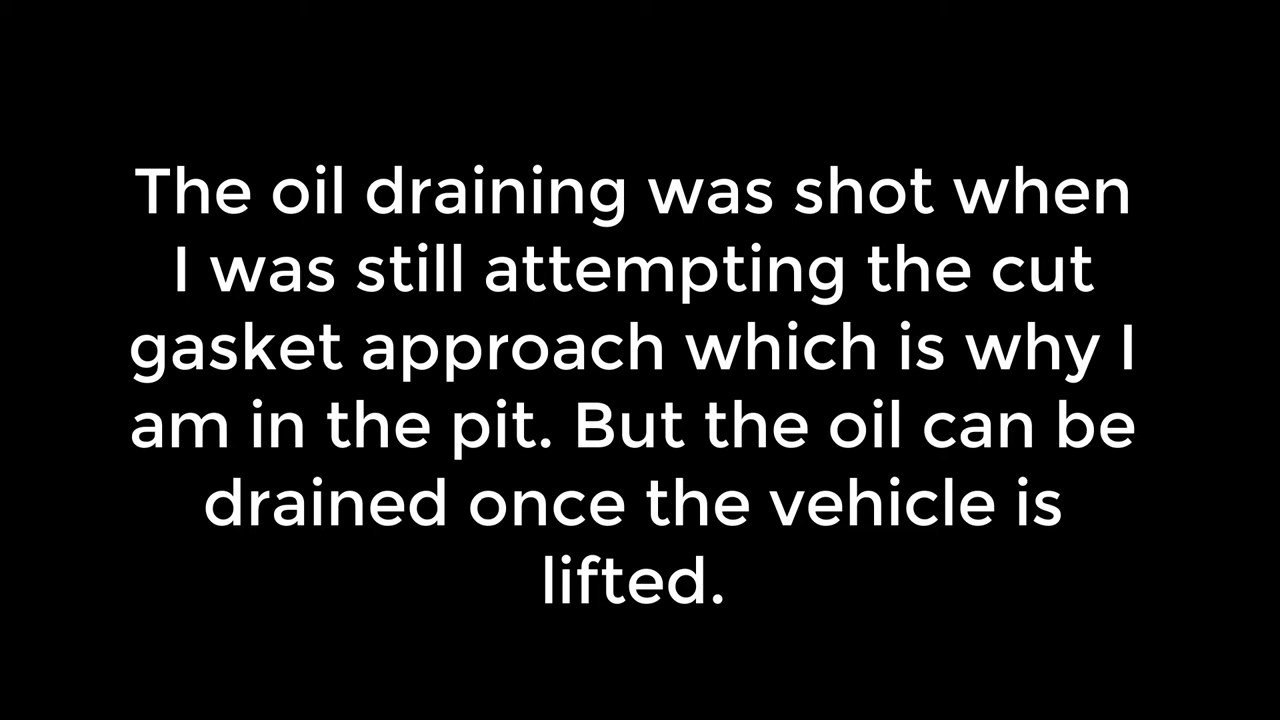 The oil draining was shot when
I was still attempting the cut
gasket approach which is why I
am in the pit. But the oil can be
drained once the vehicle is
lifted.